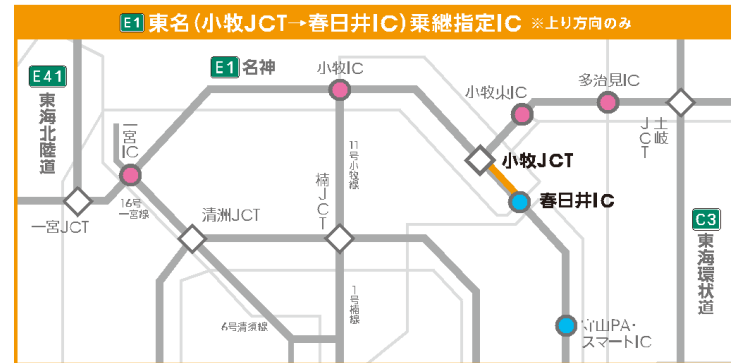 E1 東名(小牧JCT→春日井IC)乗継指定IC ※上り方向のみ
E41
東海北陸道
E1 名神
小牧IC
小牧東IC
多治見IC
土岐JCT
一宮IC
11号小牧線
小牧JCT
春日井IC
楠JCT
16号一宮線
清洲JCT
一宮JCT
C3
東海環状道
1号楠線
6号清須線
守山PA・
スマートIC